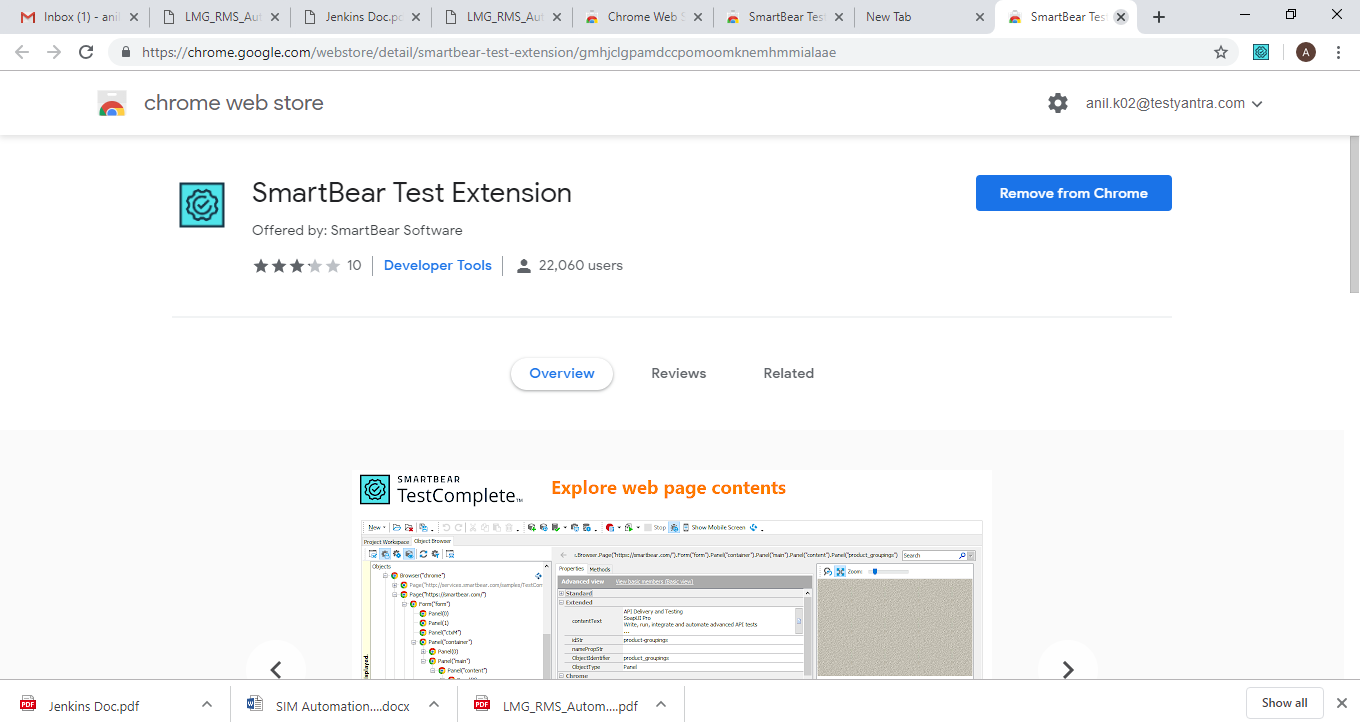 Inbox (1) - anil
LMG_RMS_Aut
Jenkins Doc.pd
LMG_RMS_Aut
Chrome Web S
SmartBear Test
New Tab
SmartBear Test
https://chrome.google.com/webstore/detail/smartbear-test-extension/gmhjclgpamdccpomoomknemhmmialaae
A
chrome web store
anil.k02@testyantra.com
SmartBear Test Extension
Remove from Chrome
Offered by: SmartBear Software
10
Developer Tools
22,060 users
Overview
Reviews
Related
SMARTBEAR
TestComplete™
Explore web page contents
New
Stop
Show Mobile Screen
Project Workspace
Object Browser
Objects
Browser("chrome")
Page("http://services.smartbear.com/samples/TestCon
Page("https://smartbear.com/")
Form("form")
Panel(0)
Panel(1)
Panel("ctxM")
Panel("container")
Panel(0)
Panel("main")
Panel("content")
s.Browser.Page("https://smartbear.com/").Form("form").Panel("container").Panel("main").Panel("content").Panel("product_groupings")
Search
Properties
Methods
Advanced view
View basic members (Basic view)
Zoom:
Standard
Extended
contentText
API Delivery and Testing
SoapUI Pro
Write, run, integrate and automate advanced API tests
...
idStr
product-groupings
namePropStr
ObjectIdentifier
product_groupings
ObjectType
Panel
Chrome
Jenkins Doc.pdf
SIM Automation....docx
LMG_RMS_Autom....pdf
Show all